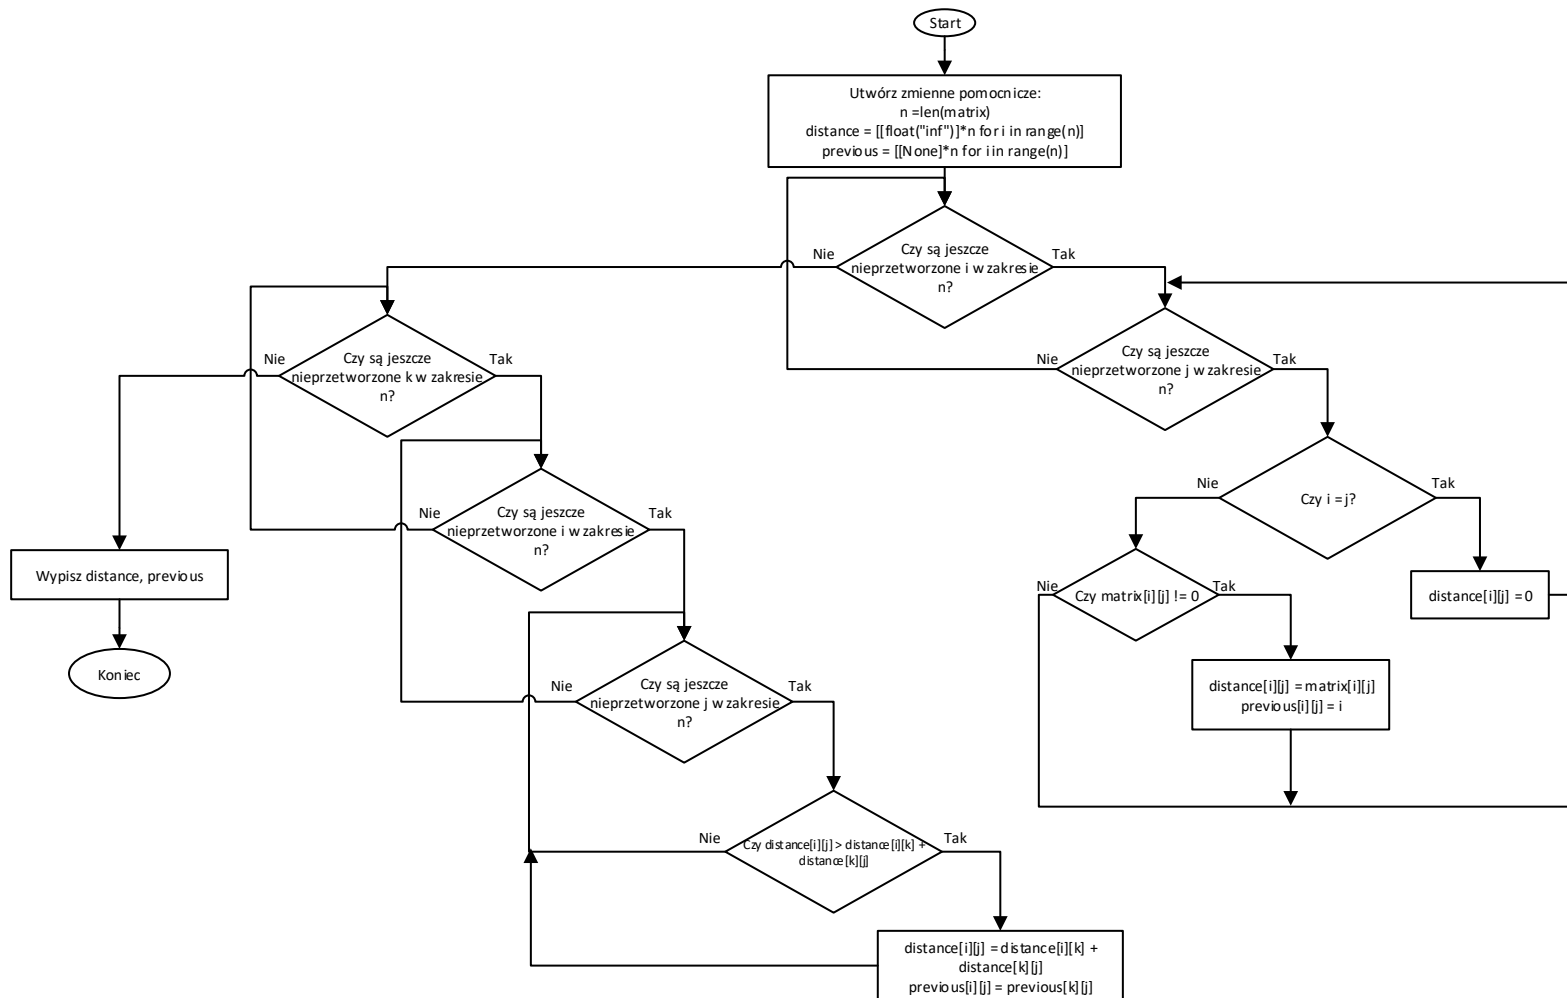 Start
Utwórz zmienne pomocnicze:
n =len(matrix)
distance = [[float("inf")]*n for i in range(n)]
previous = [[None]*n for i in range(n)]
Czy są jeszcze
nieprzetworzone i w zakresie
n?
Nie
Tak
Czy są jeszcze
nieprzetworzone k w zakresie
n?
Nie
Tak
Czy są jeszcze
nieprzetworzone j w zakresie
n?
Nie
Tak
Czy i = j?
Nie
Tak
Czy są jeszcze
nieprzetworzone i w zakresie
n?
Nie
Tak
Wypisz distance, previous
Czy matrix[i][j] != 0
Nie
Tak
distance[i][j] = 0
Koniec
Czy są jeszcze
nieprzetworzone j w zakresie
n?
Nie
Tak
distance[i][j] = matrix[i][j]
previous[i][j] = i
Czy distance[i][j] > distance[i][k] +
distance[k][j]
Nie
Tak
distance[i][j] = distance[i][k] +
distance[k][j]
previous[i][j] = previous[k][j]